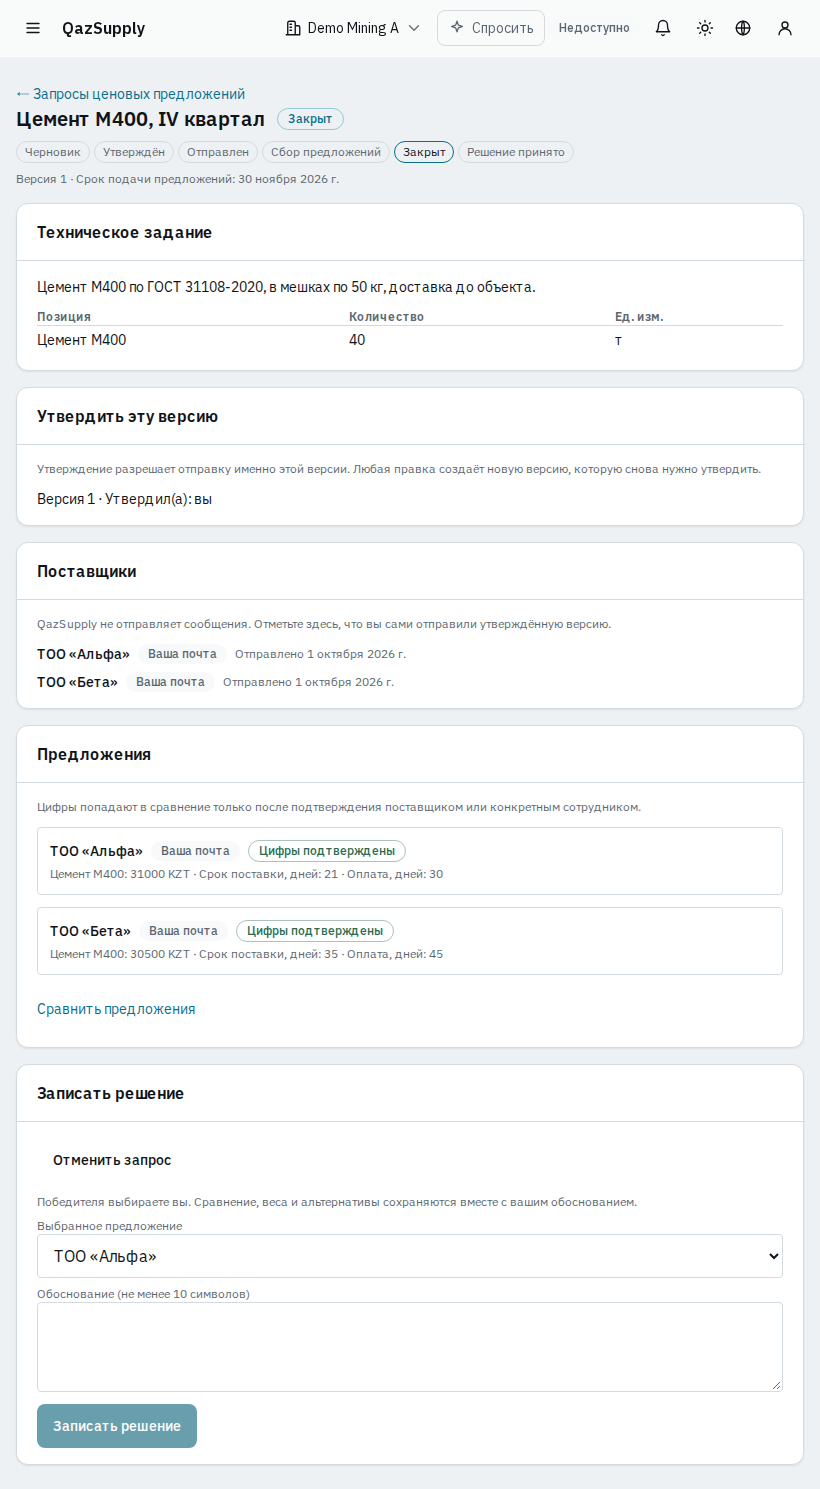 QazSupply
Demo Mining A
Спросить
Недоступно
← Запросы ценовых предложений
Цемент М400, IV квартал
Закрыт
Черновик
Утверждён
Отправлен
Сбор предложений
Закрыт
Решение принято
Версия 1 · Срок подачи предложений: 30 ноября 2026 г.
Техническое задание
Цемент М400 по ГОСТ 31108-2020, в мешках по 50 кг, доставка до объекта.
Позиция Количество Ед. изм.
Цемент М400 40 т
Утвердить эту версию
Утверждение разрешает отправку именно этой версии. Любая правка создаёт новую версию, которую снова нужно утвердить.
Версия 1 · Утвердил(а): вы
Поставщики
QazSupply не отправляет сообщения. Отметьте здесь, что вы сами отправили утверждённую версию.
ТОО «Альфа» Ваша почта Отправлено 1 октября 2026 г.
ТОО «Бета» Ваша почта Отправлено 1 октября 2026 г.
Предложения
Цифры попадают в сравнение только после подтверждения поставщиком или конкретным сотрудником.
ТОО «Альфа» Ваша почта Цифры подтверждены
Цемент М400: 31000 KZT · Срок поставки, дней: 21 · Оплата, дней: 30
ТОО «Бета» Ваша почта Цифры подтверждены
Цемент М400: 30500 KZT · Срок поставки, дней: 35 · Оплата, дней: 45
Сравнить предложения
Записать решение
Отменить запрос
Победителя выбираете вы. Сравнение, веса и альтернативы сохраняются вместе с вашим обоснованием.
Выбранное предложение
ТОО «Альфа»
Обоснование (не менее 10 символов)
Записать решение